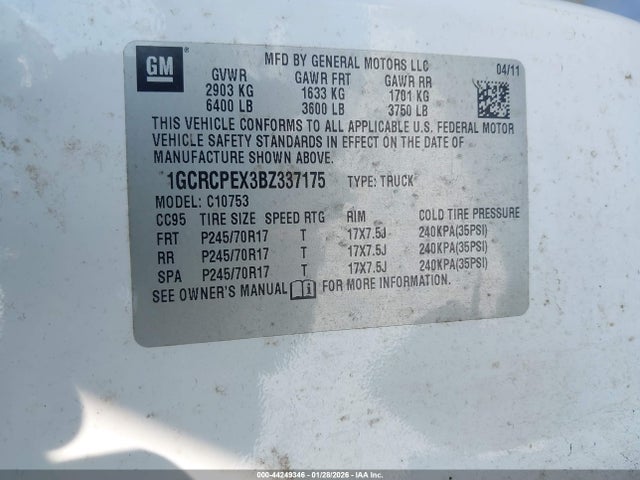 GM
MFD BY GENERAL MOTORS LLC 04/11
GVWR GAWR FRT GAWR RR
2903 KG 1633 KG 1701 KG
6400 LB 3600 LB 3750 LB
THIS VEHICLE CONFORMS TO ALL APPLICABLE U.S. FEDERAL MOTOR
VEHICLE SAFETY STANDARDS IN EFFECT ON THE DATE OF
MANUFACTURE SHOWN ABOVE.
1GCRCPEX3BZ337175 TYPE: TRUCK
MODEL: C10753
CC95 TIRE SIZE SPEED RTG RIM COLD TIRE PRESSURE
FRT P245/70R17 T 17X7.5J 240KPA(35PSI)
RR P245/70R17 T 17X7.5J 240KPA(35PSI)
SPA P245/70R17 T 17X7.5J 240KPA(35PSI)
SEE OWNER'S MANUAL FOR MORE INFORMATION.
000-44249346 | 01/28/2026 - Copyright IAA, LLC